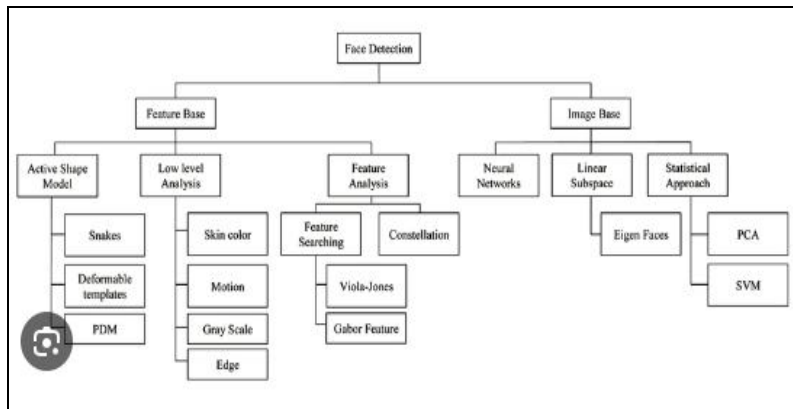 Face Detection
Feature Base
Image Base
Active Shape
Model
Low level
Analysis
Feature
Analysis
Neural
Networks
Linear
Subspace
Statistical
Approach
Snakes
Skin color
Feature
Searching
Constellation
Eigen Faces
PCA
Deformable
templates
Motion
Viola-Jones
SVM
PDM
Gray Scale
Gabor Feature
Edge